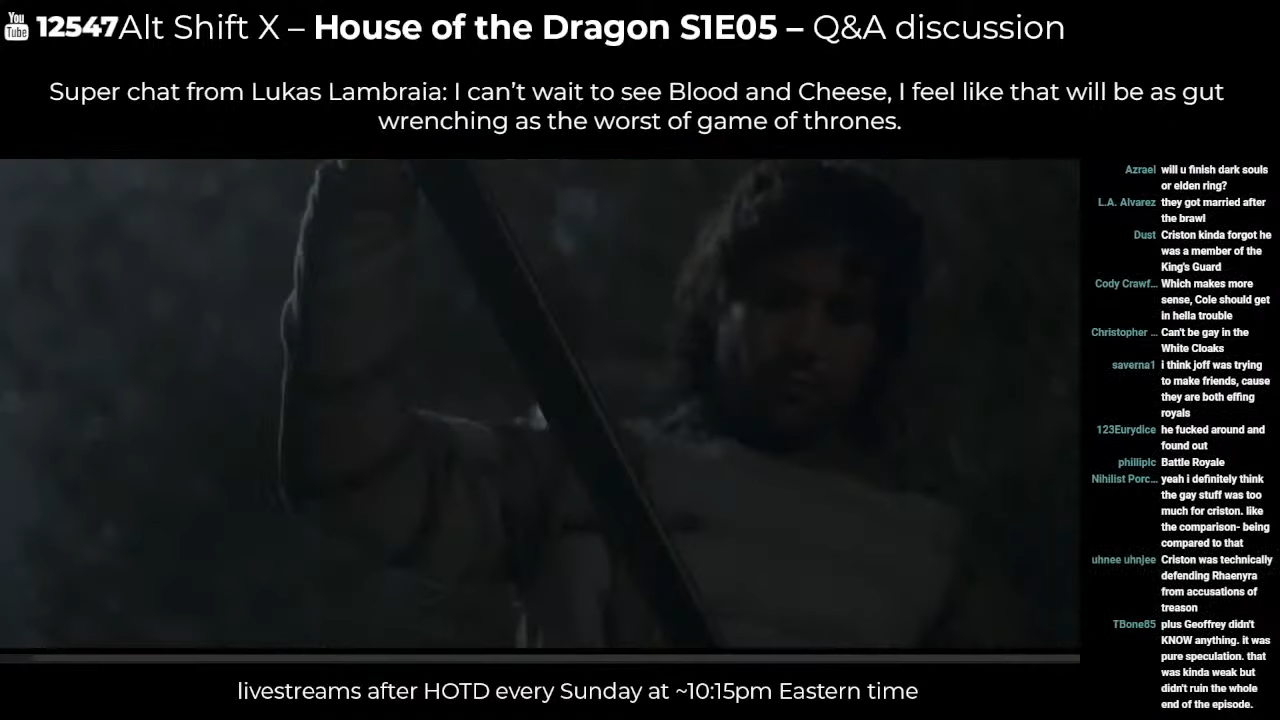 You
Tube
12547Alt Shift X – House of the Dragon S1E05 – Q&A discussion
Super chat from Lukas Lambraia: I can’t wait to see Blood and Cheese, I feel like that will be as gut
wrenching as the worst of game of thrones.
Azrael will u finish dark souls
or elden ring?
L.A. Alvarez they got married after
the brawl
Dust Criston kinda forgot he
was a member of the
King's Guard
Cody Crawf... Which makes more
sense, Cole should get
in hella trouble
Christopher ... Can't be gay in the
White Cloaks
saverna1 i think joff was trying
to make friends, cause
they are both effing
royals
123Eurydice he fucked around and
found out
philliplc Battle Royale
Nihilist Porc... yeah i definitely think
the gay stuff was too
much for criston. like
the comparison- being
compared to that
uhnee uhnjee Criston was technically
defending Rhaenyra
from accusations of
treason
TBone85 plus Geoffrey didn't
KNOW anything. it was
pure speculation. that
was kinda weak but
didn't ruin the whole
end of the episode.
livestreams after HOTD every Sunday at ~10:15pm Eastern time